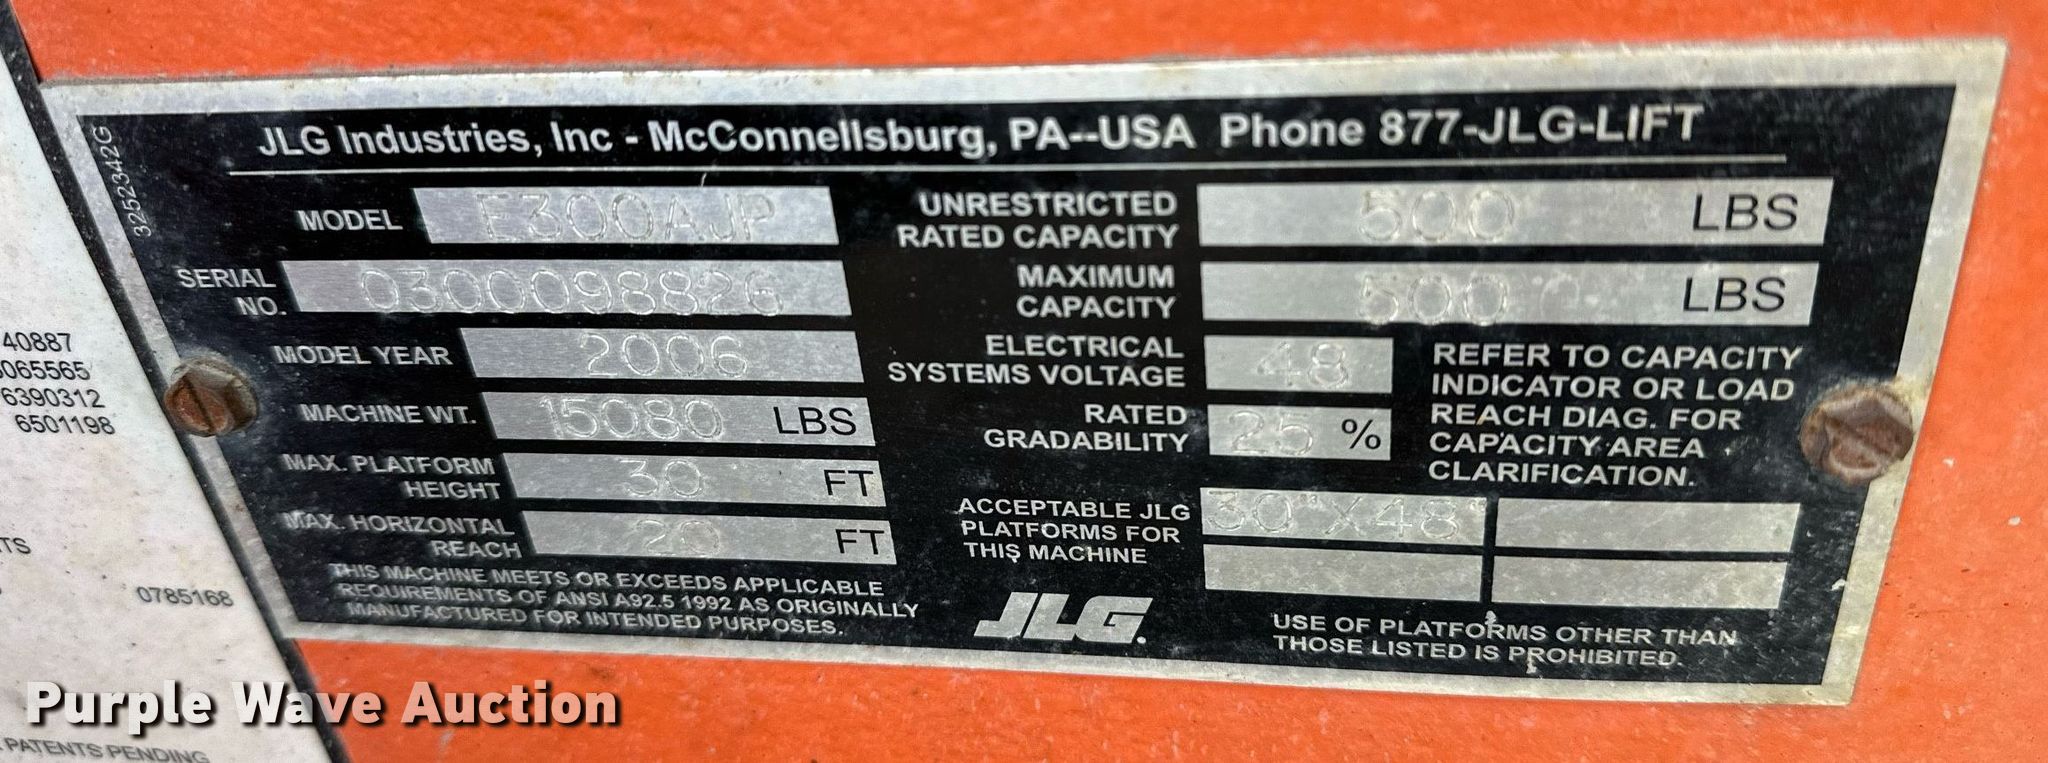 JLG Industries, Inc - McConnellsburg, PA--USA Phone 877-JLG-LIFT
32523342G
MODEL E300AJP
SERIAL
NO. 0300098826
MODEL YEAR 2006
MACHINE WT. 15080 LBS
MAX. PLATFORM
HEIGHT 30 FT
MAX. HORIZONTAL
REACH 20 FT
THIS MACHINE MEETS OR EXCEEDS APPLICABLE
REQUIREMENTS OF ANSI A92.5 1992 AS ORIGINALLY
MANUFACTURED FOR INTENDED PURPOSES.
UNRESTRICTED
RATED CAPACITY 500 LBS
MAXIMUM
CAPACITY 500 LBS
ELECTRICAL
SYSTEMS VOLTAGE 48
RATED
GRADABILITY 25 %
REFER TO CAPACITY
INDICATOR OR LOAD
REACH DIAG. FOR
CAPACITY AREA
CLARIFICATION.
ACCEPTABLE JLG
PLATFORMS FOR
THIS MACHINE
30"X48"
JLG.
USE OF PLATFORMS OTHER THAN
THOSE LISTED IS PROHIBITED.
40887
065565
6390312
6501198
0785168
PATENTS PENDING
Purple Wave Auction